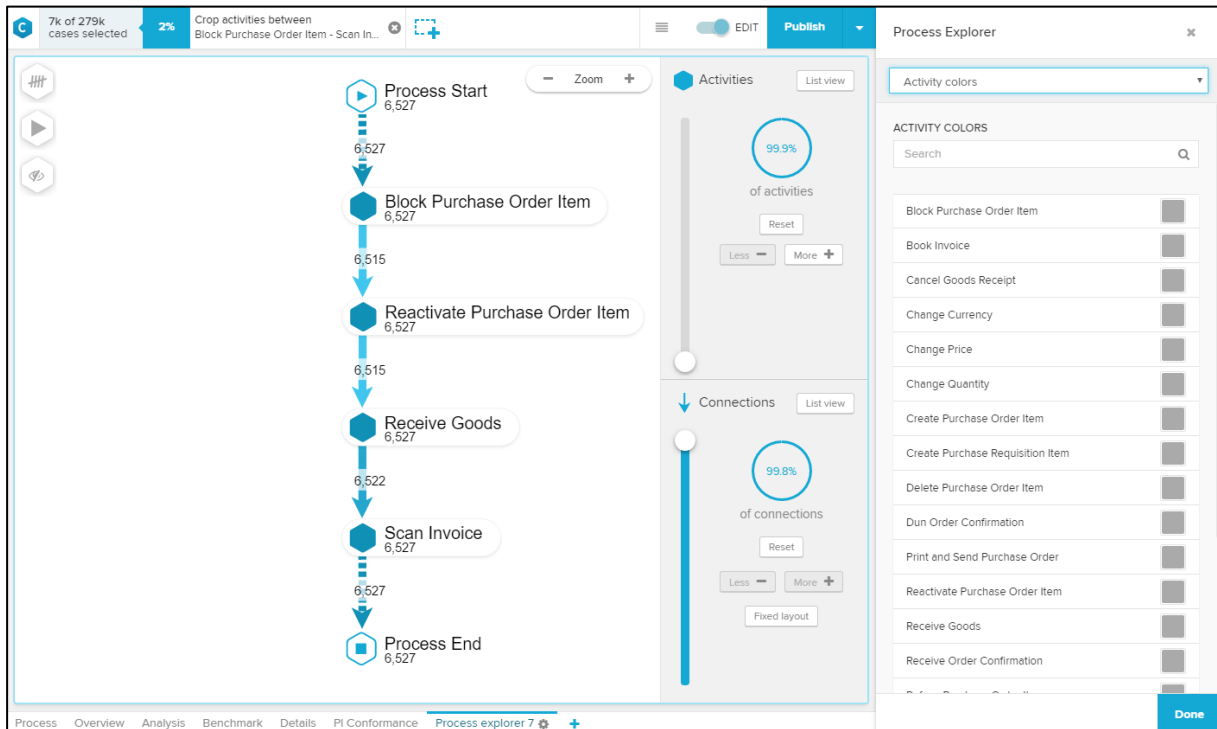 C
7k of 279k
cases selected
2%
Crop activities between
Block Purchase Order Item - Scan In...
EDIT
Publish
Zoom
Process Start
6,527
6,527
Block Purchase Order Item
6,527
6,515
Reactivate Purchase Order Item
6,527
6,515
Receive Goods
6,527
6,522
Scan Invoice
6,527
6,527
Process End
6,527
Activities
List view
99.9%
of activities
Reset
Less −
More +
Connections
List view
99.8%
of connections
Reset
Less −
More +
Fixed layout
Process Explorer
Activity colors
ACTIVITY COLORS
Search
Block Purchase Order Item
Book Invoice
Cancel Goods Receipt
Change Currency
Change Price
Change Quantity
Create Purchase Order Item
Create Purchase Requisition Item
Delete Purchase Order Item
Dun Order Confirmation
Print and Send Purchase Order
Reactivate Purchase Order Item
Receive Goods
Receive Order Confirmation
Done
Process Overview Analysis Benchmark Details PI Conformance Process explorer 7 +